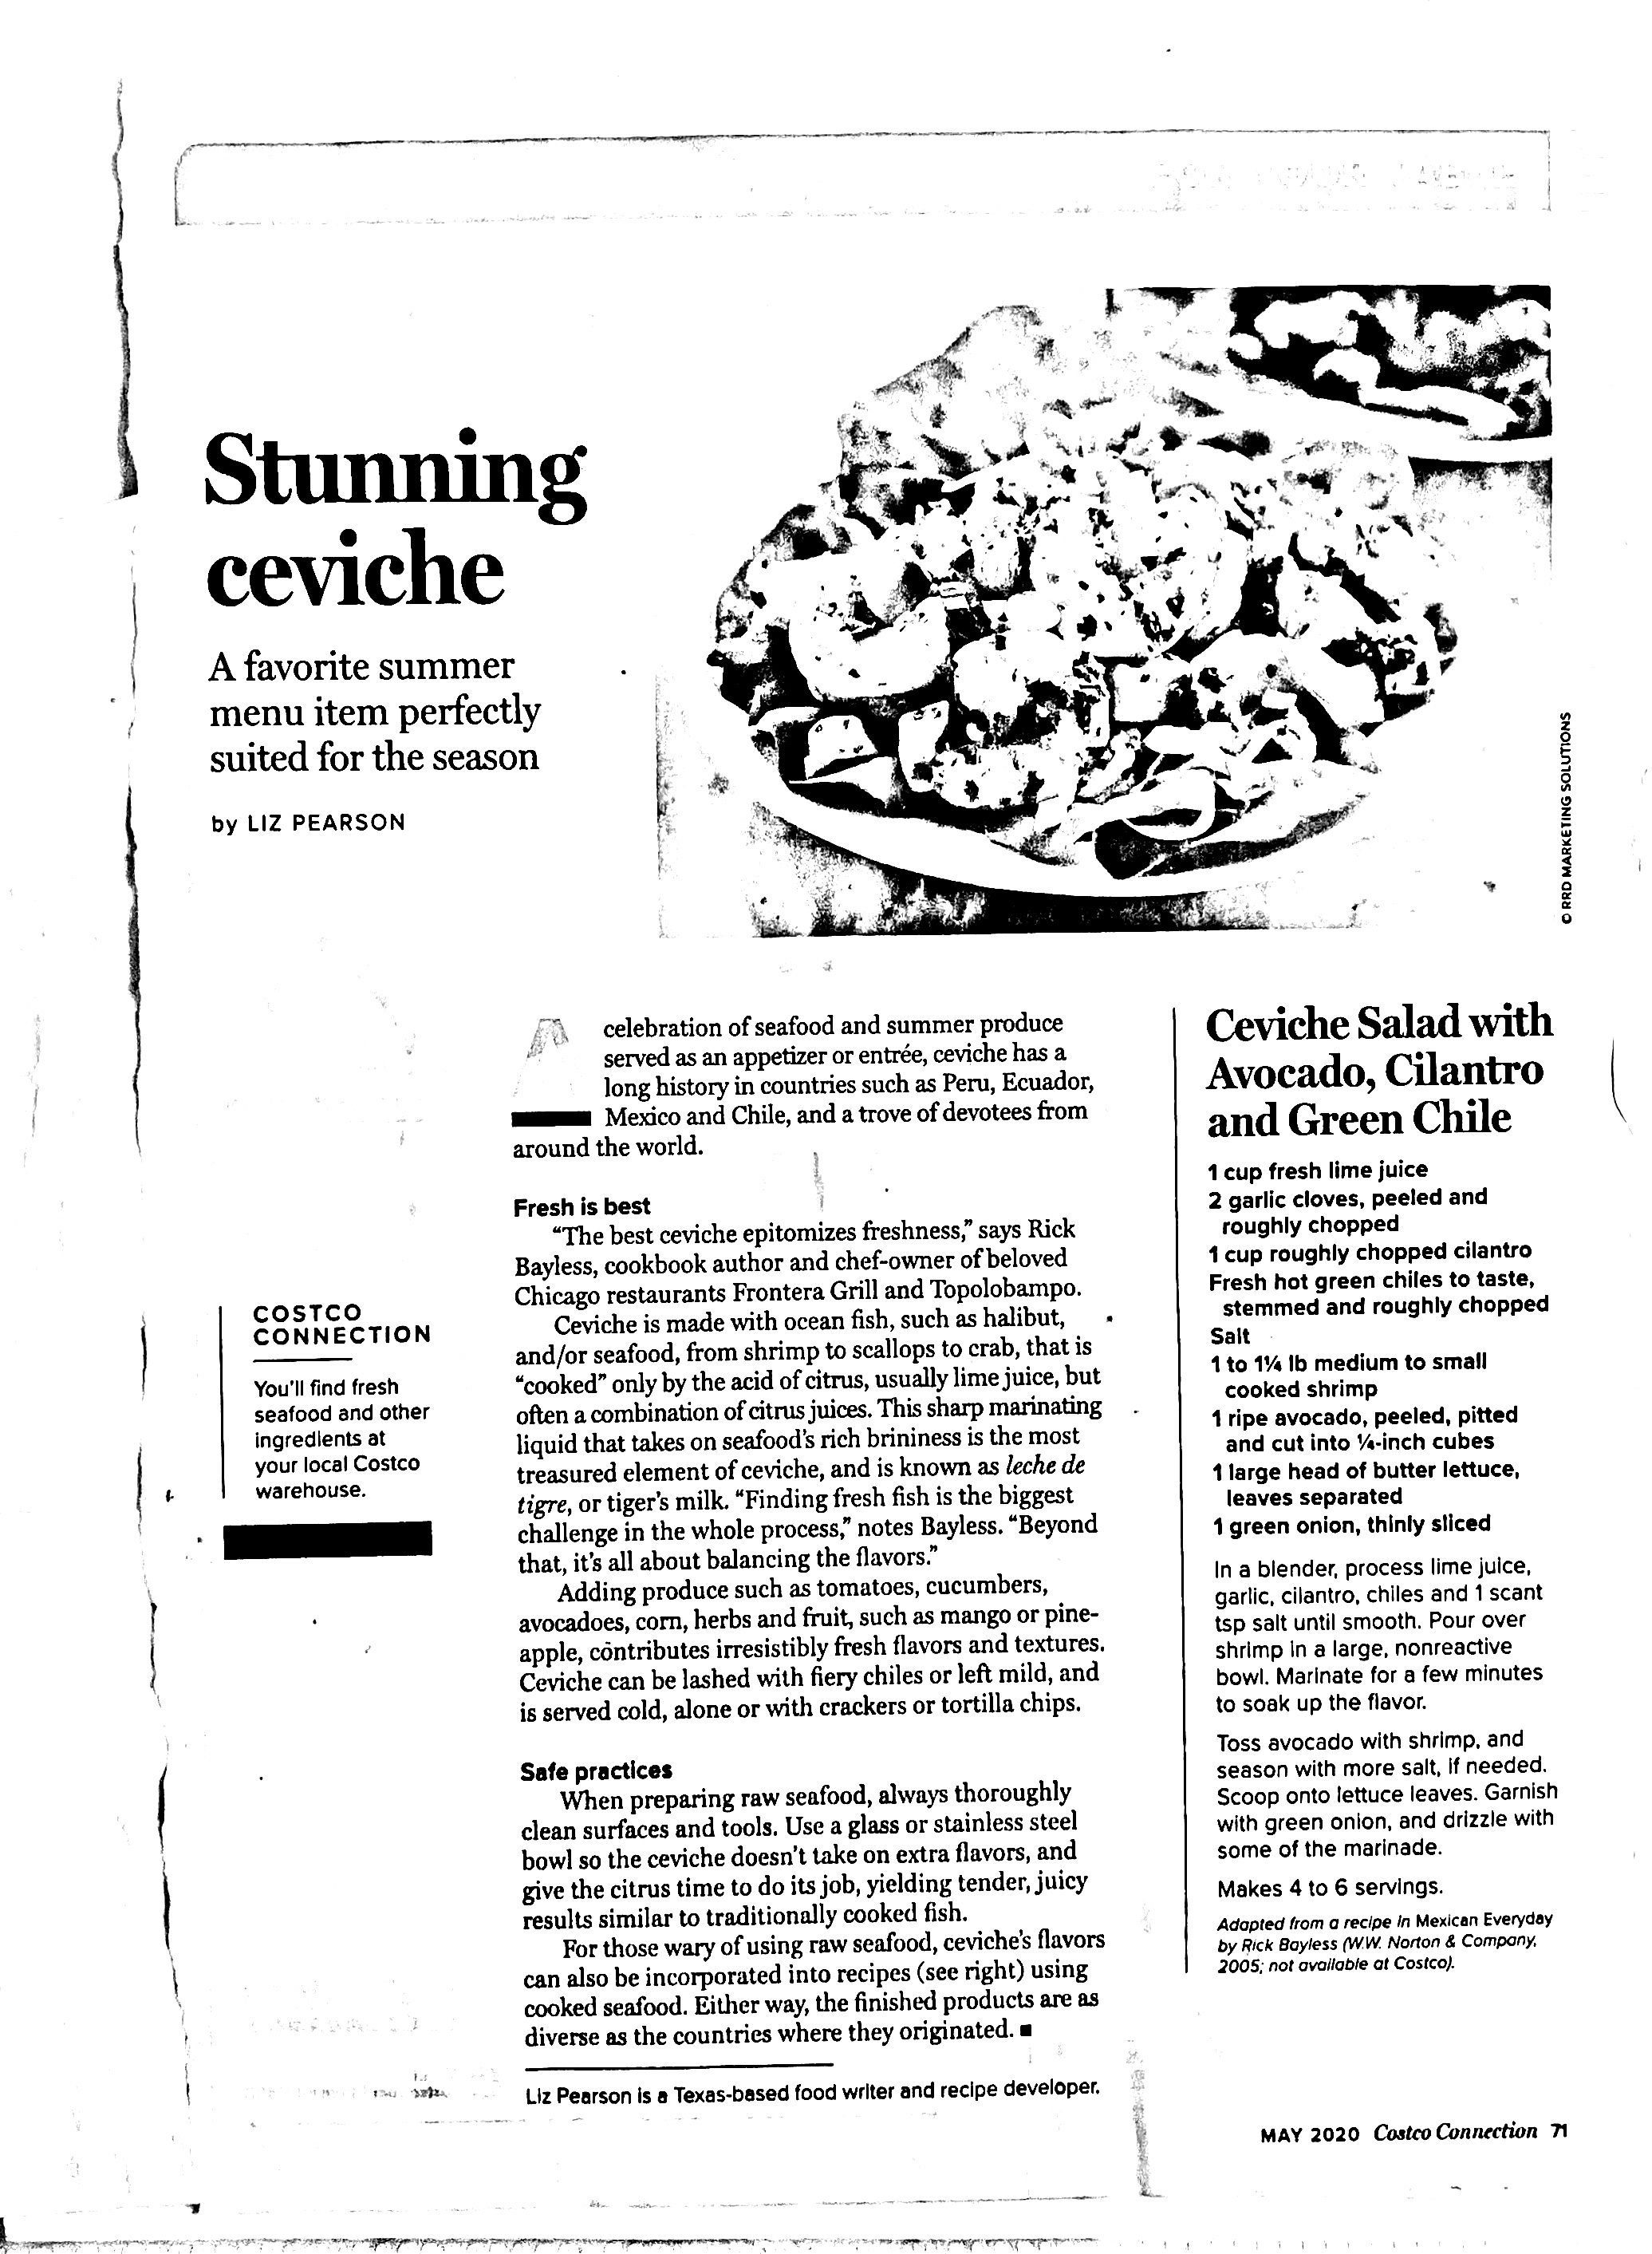 Stunning
ceviche
A favorite summer
menu item perfectly
suited for the season
by LIZ PEARSON
© RRD MARKETING SOLUTIONS
A celebration of seafood and summer produce
served as an appetizer or entrée, ceviche has a
long history in countries such as Peru, Ecuador,
Mexico and Chile, and a trove of devotees from
around the world.
Fresh is best
“The best ceviche epitomizes freshness,” says Rick
Bayless, cookbook author and chef-owner of beloved
Chicago restaurants Frontera Grill and Topolobampo.
Ceviche is made with ocean fish, such as halibut,
and/or seafood, from shrimp to scallops to crab, that is
“cooked” only by the acid of citrus, usually lime juice, but
often a combination of citrus juices. This sharp marinating
liquid that takes on seafood’s rich brininess is the most
treasured element of ceviche, and is known as leche de
tigre, or tiger’s milk. “Finding fresh fish is the biggest
challenge in the whole process,” notes Bayless. “Beyond
that, it’s all about balancing the flavors.”
Adding produce such as tomatoes, cucumbers,
avocadoes, corn, herbs and fruit, such as mango or pine-
apple, contributes irresistibly fresh flavors and textures.
Ceviche can be lashed with fiery chiles or left mild, and
is served cold, alone or with crackers or tortilla chips.
Safe practices
When preparing raw seafood, always thoroughly
clean surfaces and tools. Use a glass or stainless steel
bowl so the ceviche doesn’t take on extra flavors, and
give the citrus time to do its job, yielding tender, juicy
results similar to traditionally cooked fish.
For those wary of using raw seafood, ceviche’s flavors
can also be incorporated into recipes (see right) using
cooked seafood. Either way, the finished products are as
diverse as the countries where they originated. ■
Liz Pearson is a Texas-based food writer and recipe developer.
COSTCO
CONNECTION
You’ll find fresh
seafood and other
ingredients at
your local Costco
warehouse.
Ceviche Salad with
Avocado, Cilantro
and Green Chile
1 cup fresh lime juice
2 garlic cloves, peeled and
roughly chopped
1 cup roughly chopped cilantro
Fresh hot green chiles to taste,
stemmed and roughly chopped
Salt
1 to 1¼ lb medium to small
cooked shrimp
1 ripe avocado, peeled, pitted
and cut into ¼-inch cubes
1 large head of butter lettuce,
leaves separated
1 green onion, thinly sliced
In a blender, process lime juice,
garlic, cilantro, chiles and 1 scant
tsp salt until smooth. Pour over
shrimp in a large, nonreactive
bowl. Marinate for a few minutes
to soak up the flavor.
Toss avocado with shrimp, and
season with more salt, if needed.
Scoop onto lettuce leaves. Garnish
with green onion, and drizzle with
some of the marinade.
Makes 4 to 6 servings.
Adapted from a recipe in Mexican Everyday
by Rick Bayless (W.W. Norton & Company,
2005; not available at Costco).
MAY 2020 Costco Connection 71